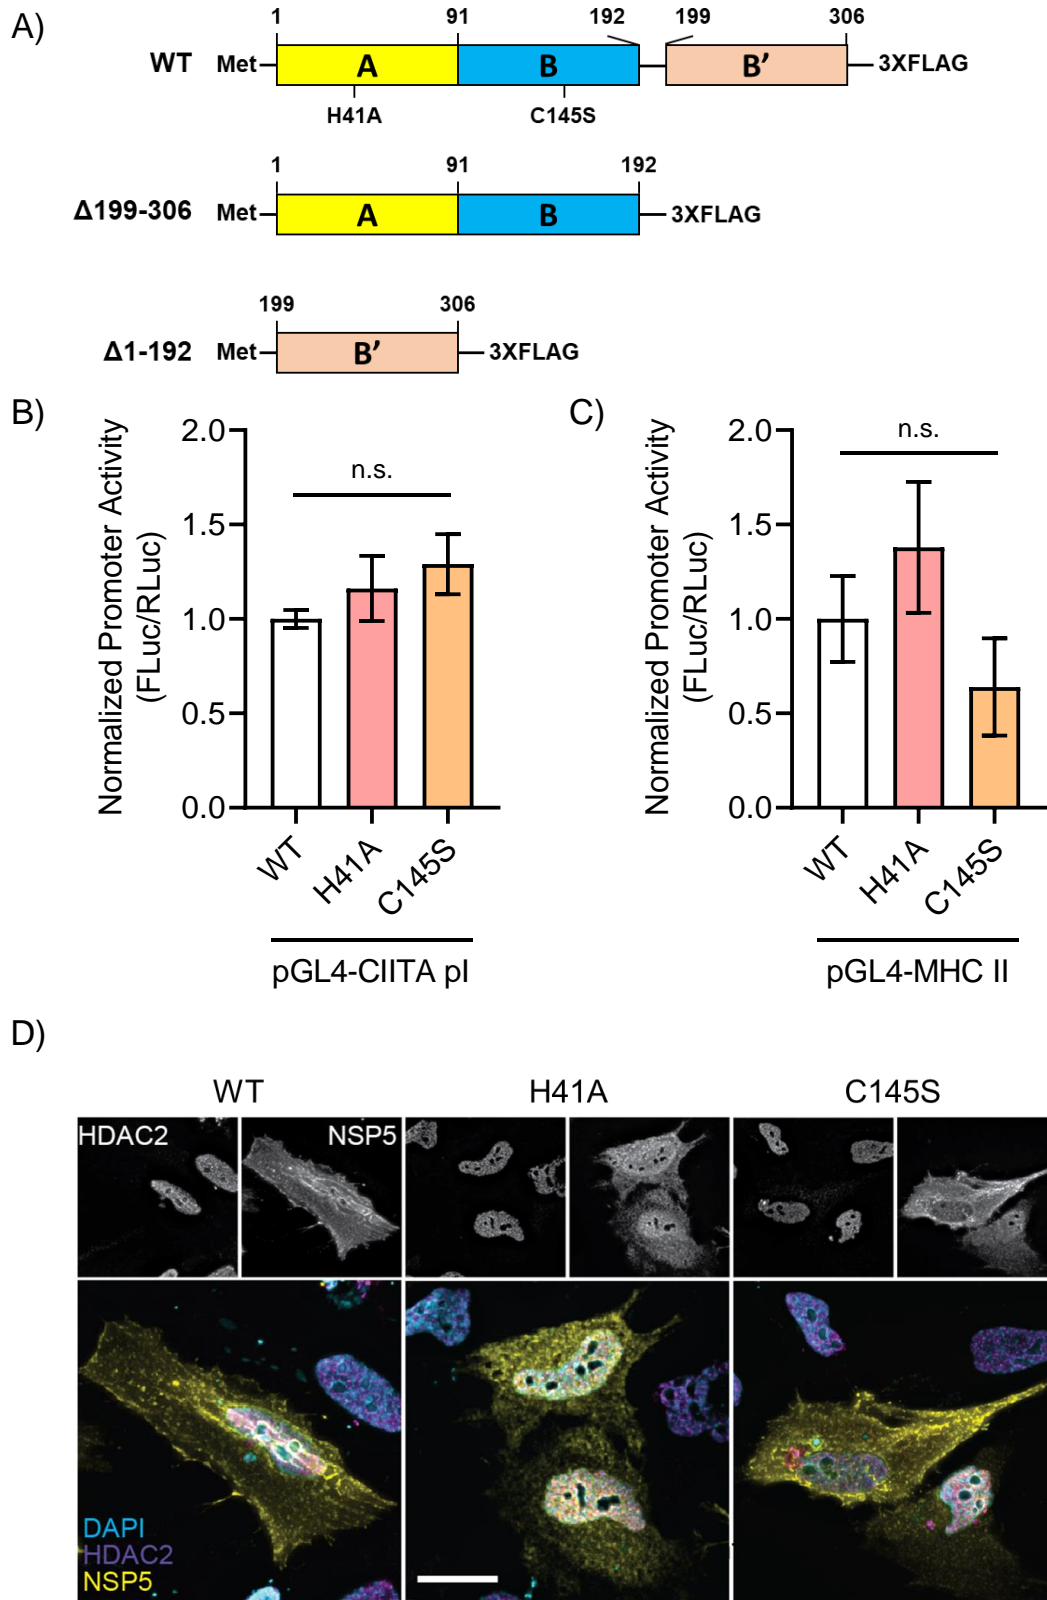 A)
1 91 192 199 306
WT Met A B B’ 3XFLAG
H41A C145S
1 91 192
Δ199-306 Met A B 3XFLAG
199 306
Δ1-192 Met B’ 3XFLAG
B)
Normalized Promoter Activity
(FLuc/RLuc)
2.0
1.5
1.0
0.5
0.0
n.s.
WT
H41A
C145S
pGL4-CIITA pI
C)
Normalized Promoter Activity
(FLuc/RLuc)
2.0
1.5
1.0
0.5
0.0
n.s.
WT
H41A
C145S
pGL4-MHC II
D)
WT H41A C145S
HDAC2 NSP5
DAPI
HDAC2
NSP5